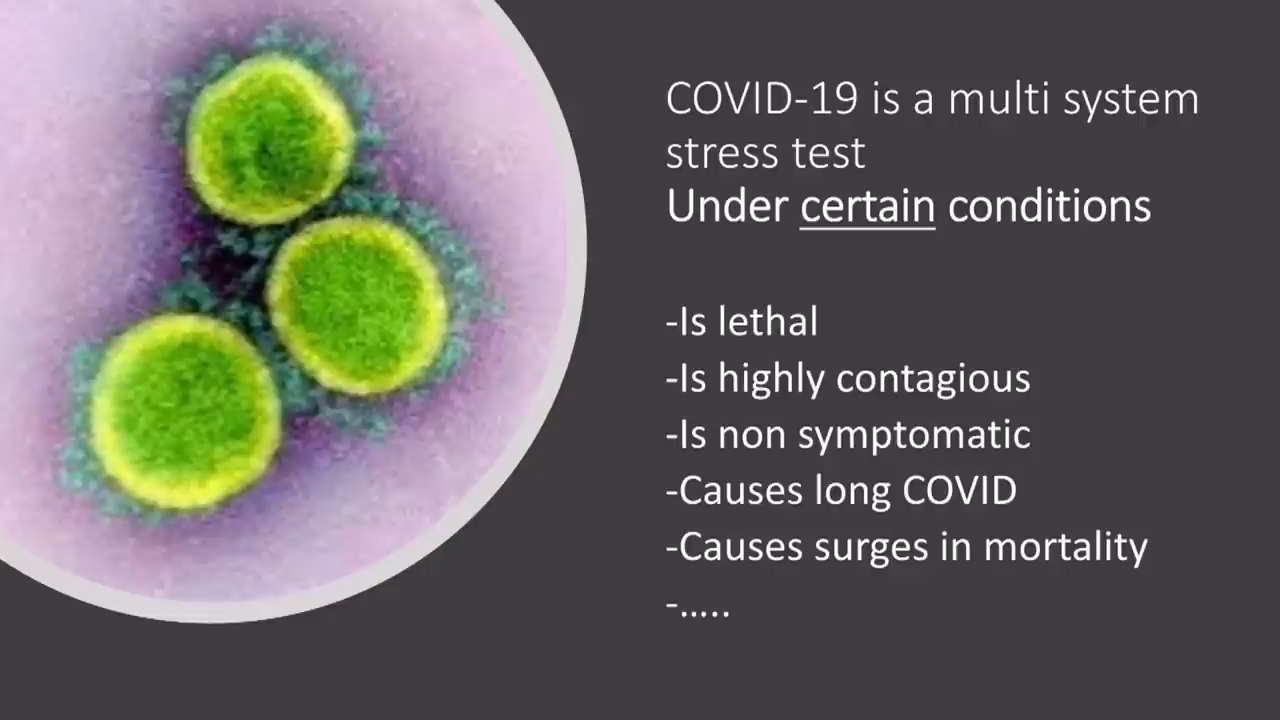 COVID-19 is a multi system
stress test
Under certain conditions
-Is lethal
-Is highly contagious
-Is non symptomatic
-Causes long COVID
-Causes surges in mortality
-.....